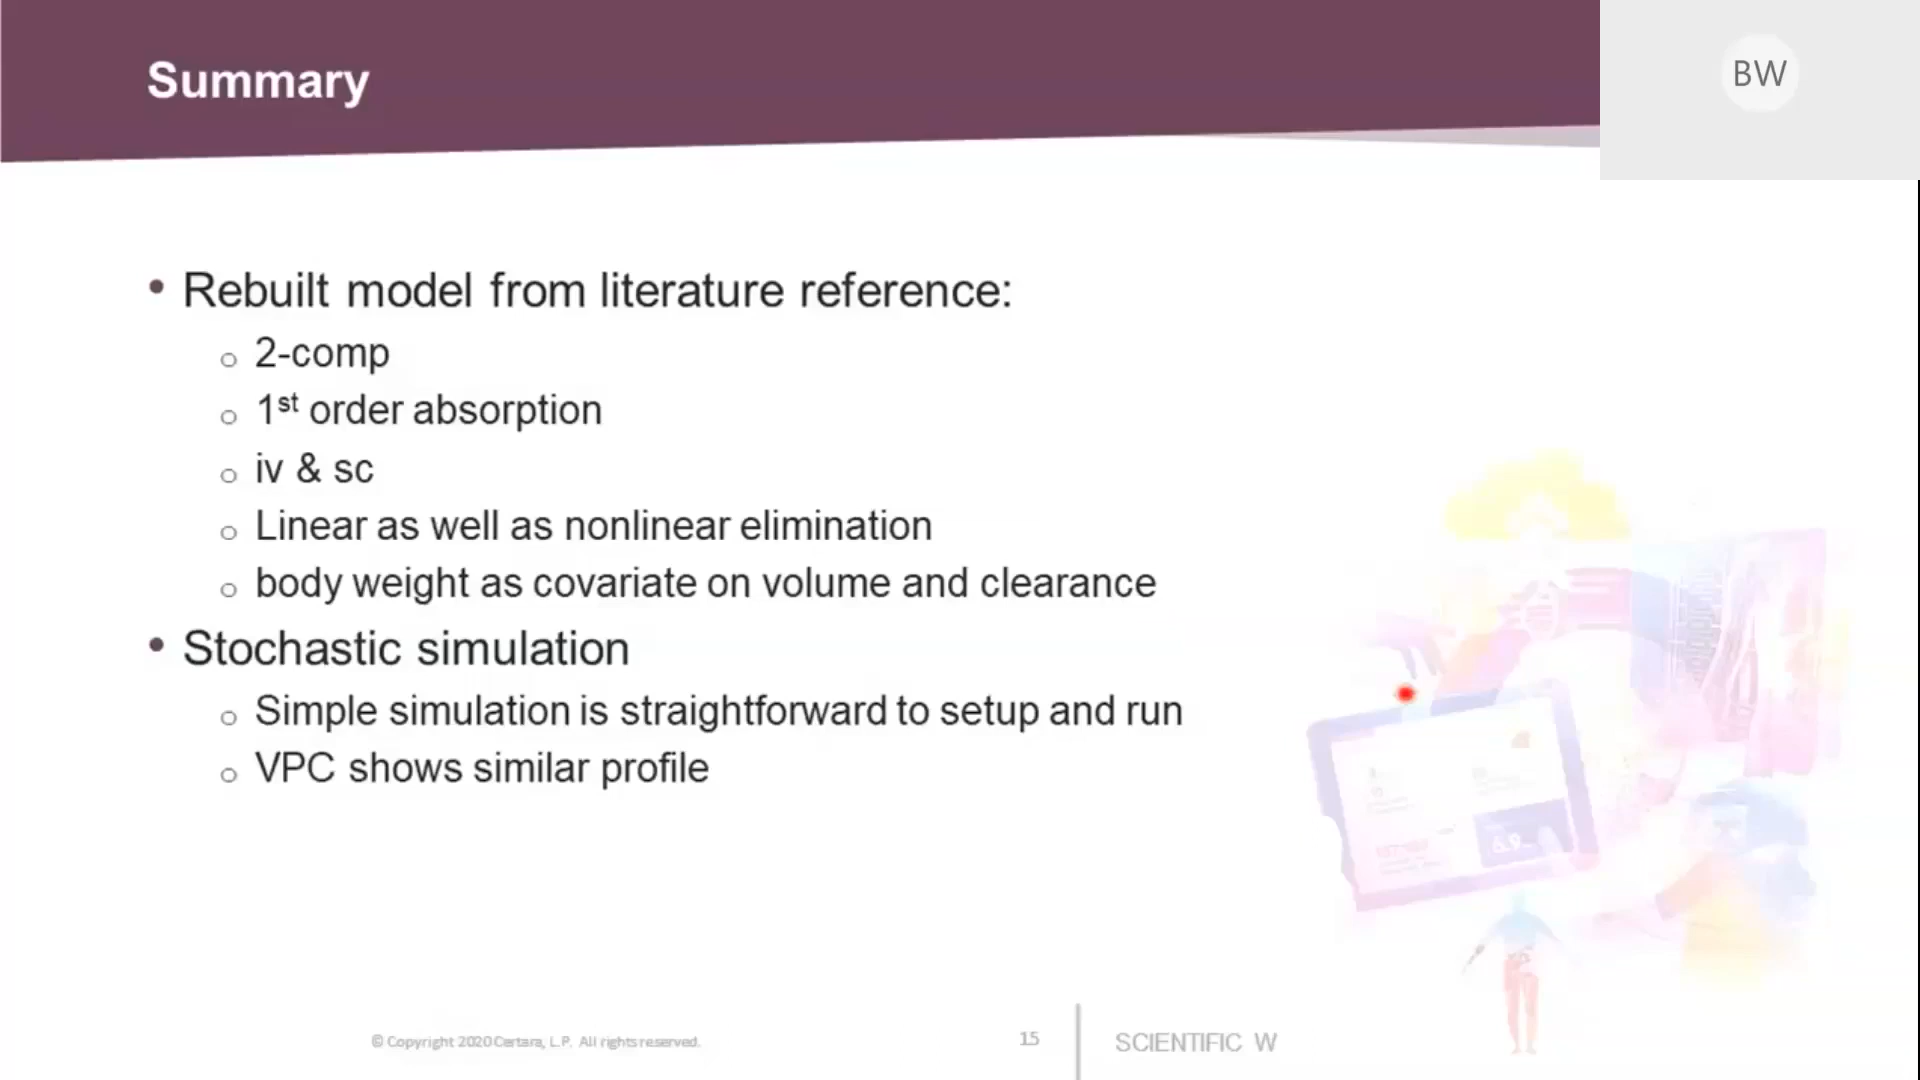 Summary
BW
• Rebuilt model from literature reference:
o 2-comp
o 1st order absorption
o iv & sc
o Linear as well as nonlinear elimination
o body weight as covariate on volume and clearance
• Stochastic simulation
o Simple simulation is straightforward to setup and run
o VPC shows similar profile
6.9
© Copyright 2020 Certara, L.P. All rights reserved.
15
SCIENTIFIC W